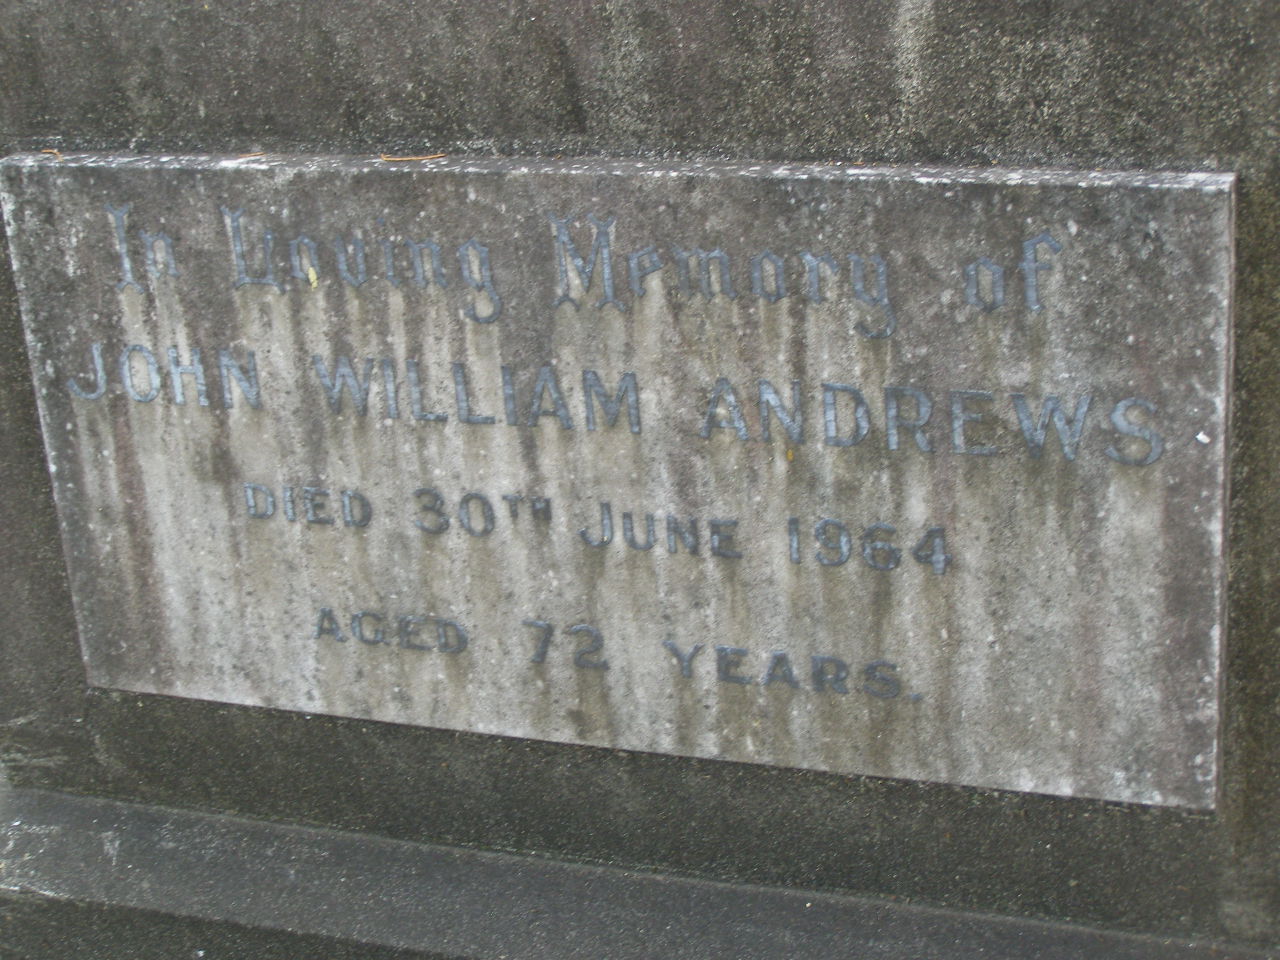 In Loving Memory of
JOHN WILLIAM ANDREWS
DIED 30TH JUNE 1964
AGED 72 YEARS.